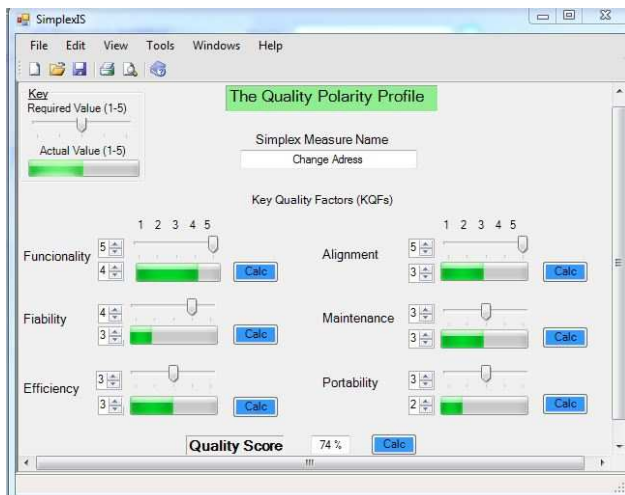 SimplexIS
File Edit View Tools Windows Help
Key
Required Value (1-5)
Actual Value (1-5)
The Quality Polarity Profile
Simplex Measure Name
Change Adress
Key Quality Factors (KQFs)
1 2 3 4 5
1 2 3 4 5
Funcionality
5
4
Calc
Alignment
5
3
Calc
Fiability
4
3
Calc
Maintenance
3
3
Calc
Efficiency
3
3
Calc
Portability
3
2
Calc
Quality Score 74 % Calc